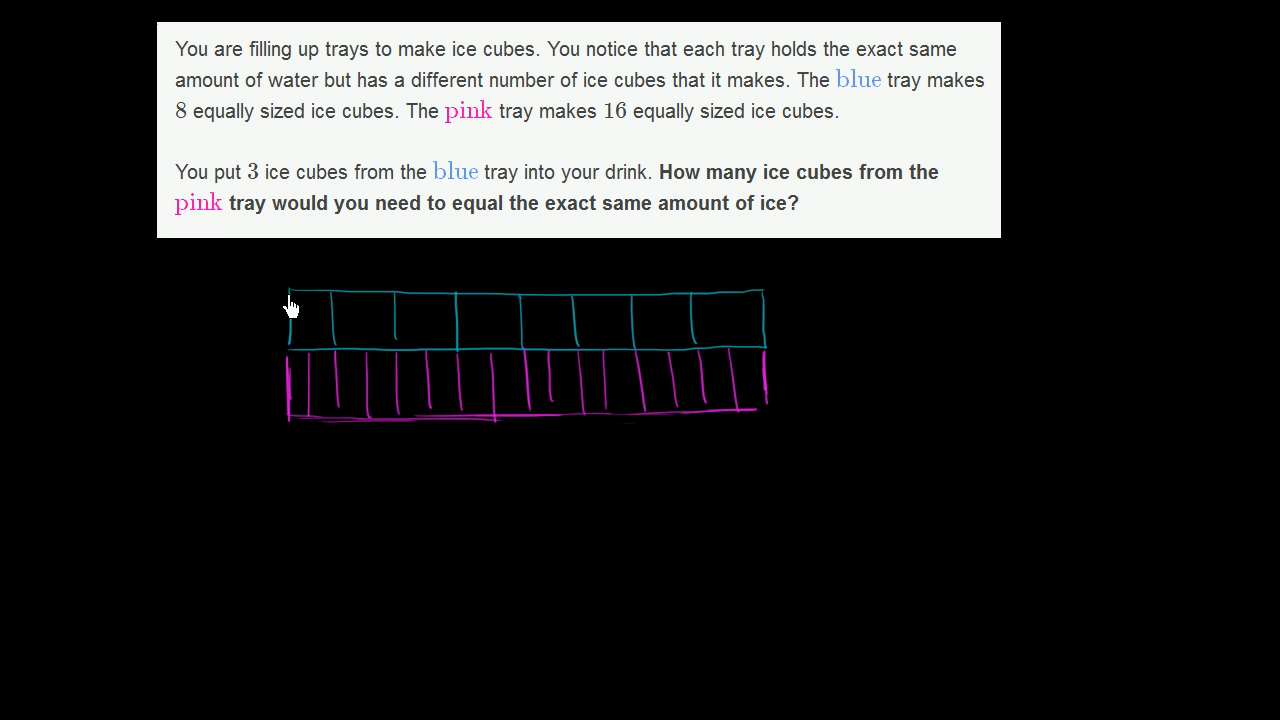 You are filling up trays to make ice cubes. You notice that each tray holds the exact same
amount of water but has a different number of ice cubes that it makes. The blue tray makes
8 equally sized ice cubes. The pink tray makes 16 equally sized ice cubes.
You put 3 ice cubes from the blue tray into your drink. How many ice cubes from the
pink tray would you need to equal the exact same amount of ice?